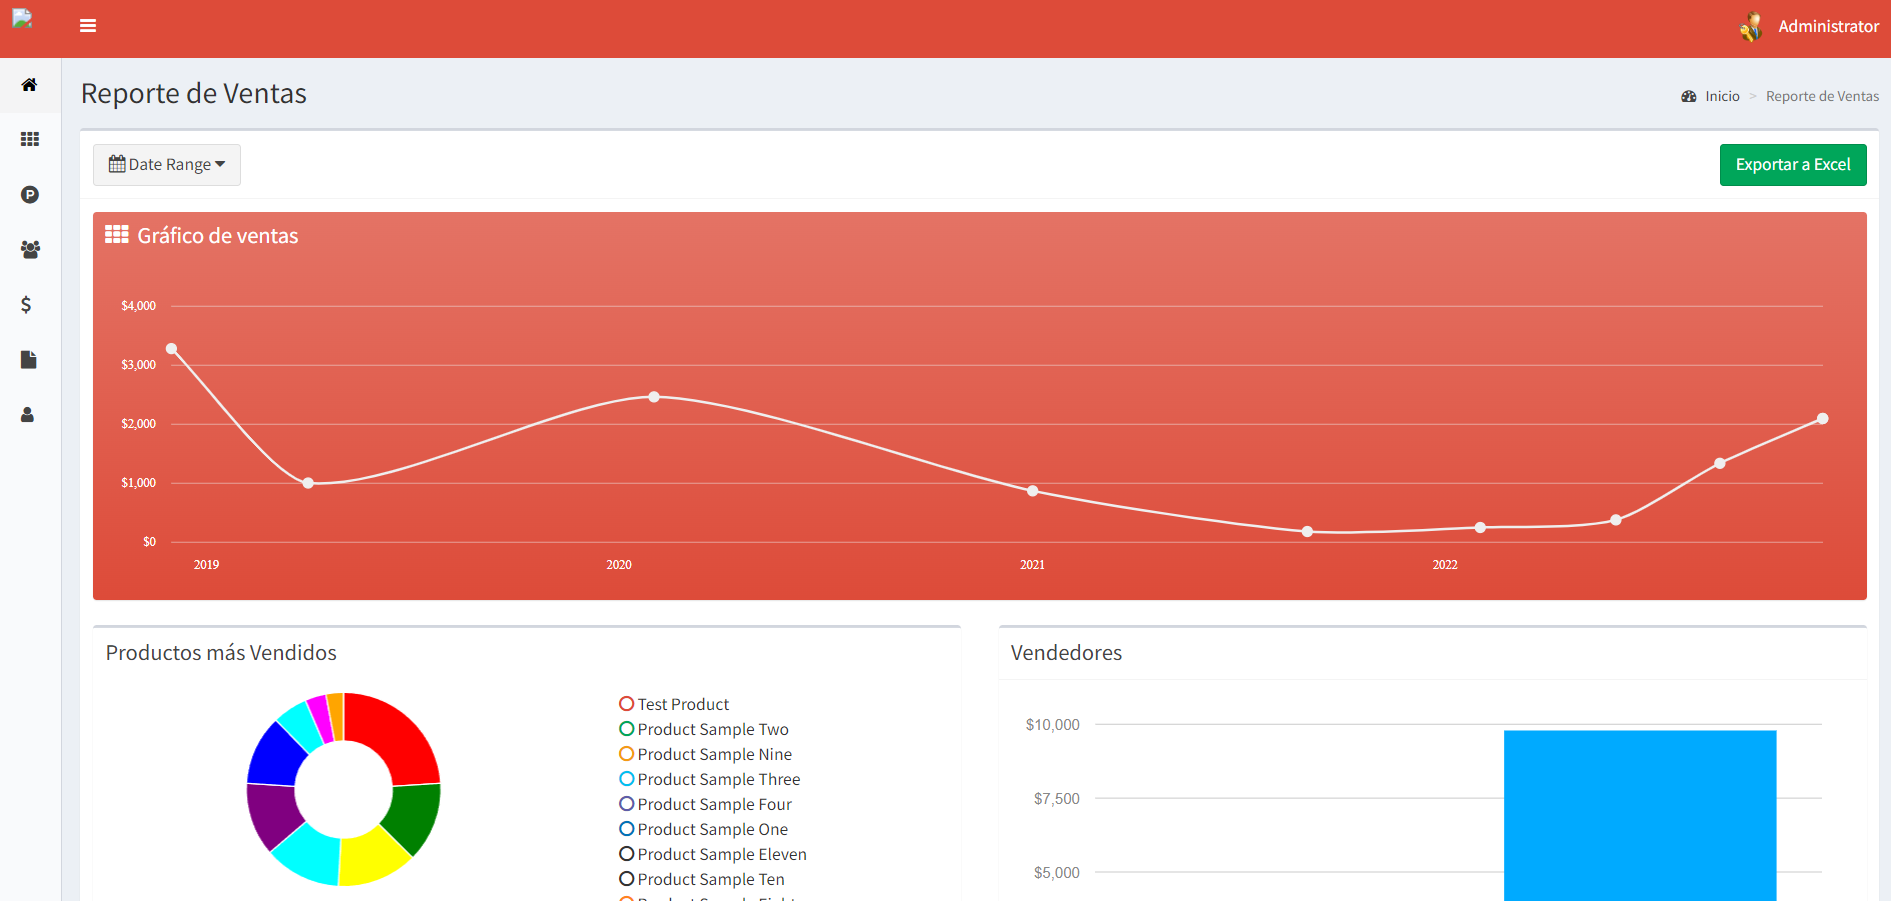 Administrator
Reporte de Ventas
Inicio > Reporte de Ventas
Date Range
Exportar a Excel
Gráfico de ventas
$4,000
$3,000
$2,000
$1,000
$0
2019
2020
2021
2022
Productos más Vendidos
Test Product
Product Sample Two
Product Sample Nine
Product Sample Three
Product Sample Four
Product Sample One
Product Sample Eleven
Product Sample Ten
Vendedores
$10,000
$7,500
$5,000